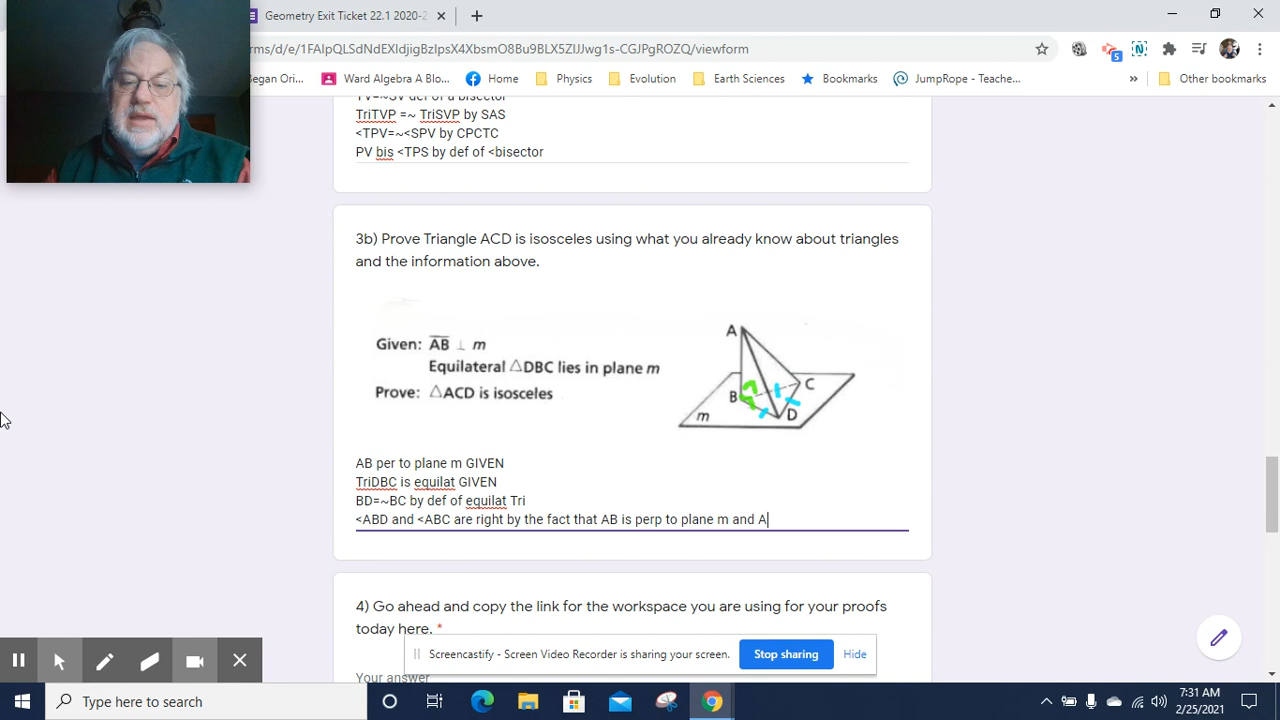 Geometry Exit Ticket 22.1 2020-2
rms/d/e/1FAIpQLSdNdEXIdjigBzIpsX4XbsmO8Bu9BLX5ZlJJwg1s-CGJPgROZQ/viewform
egan Ori...
Ward Algebra A Blo...
Home
Physics
Evolution
Earth Sciences
Bookmarks
JumpRope - Teache...
»
Other bookmarks
5
TriTVP =~ TriSVP by SAS
<TPV=~<SPV by CPCTC
PV bis <TPS by def of <bisector
3b) Prove Triangle ACD is isosceles using what you already know about triangles
and the information above.
Given: AB ⊥ m
Equilateral △DBC lies in plane m
Prove: △ACD is isosceles
A
B
C
D
m
AB per to plane m GIVEN
TriDBC is equilat GIVEN
BD=~BC by def of equilat Tri
<ABD and <ABC are right by the fact that AB is perp to plane m and A
4) Go ahead and copy the link for the workspace you are using for your proofs
today here. *
Your answer
Screencastify - Screen Video Recorder is sharing your screen.
Stop sharing
Hide
Type here to search
7:31 AM
2/25/2021